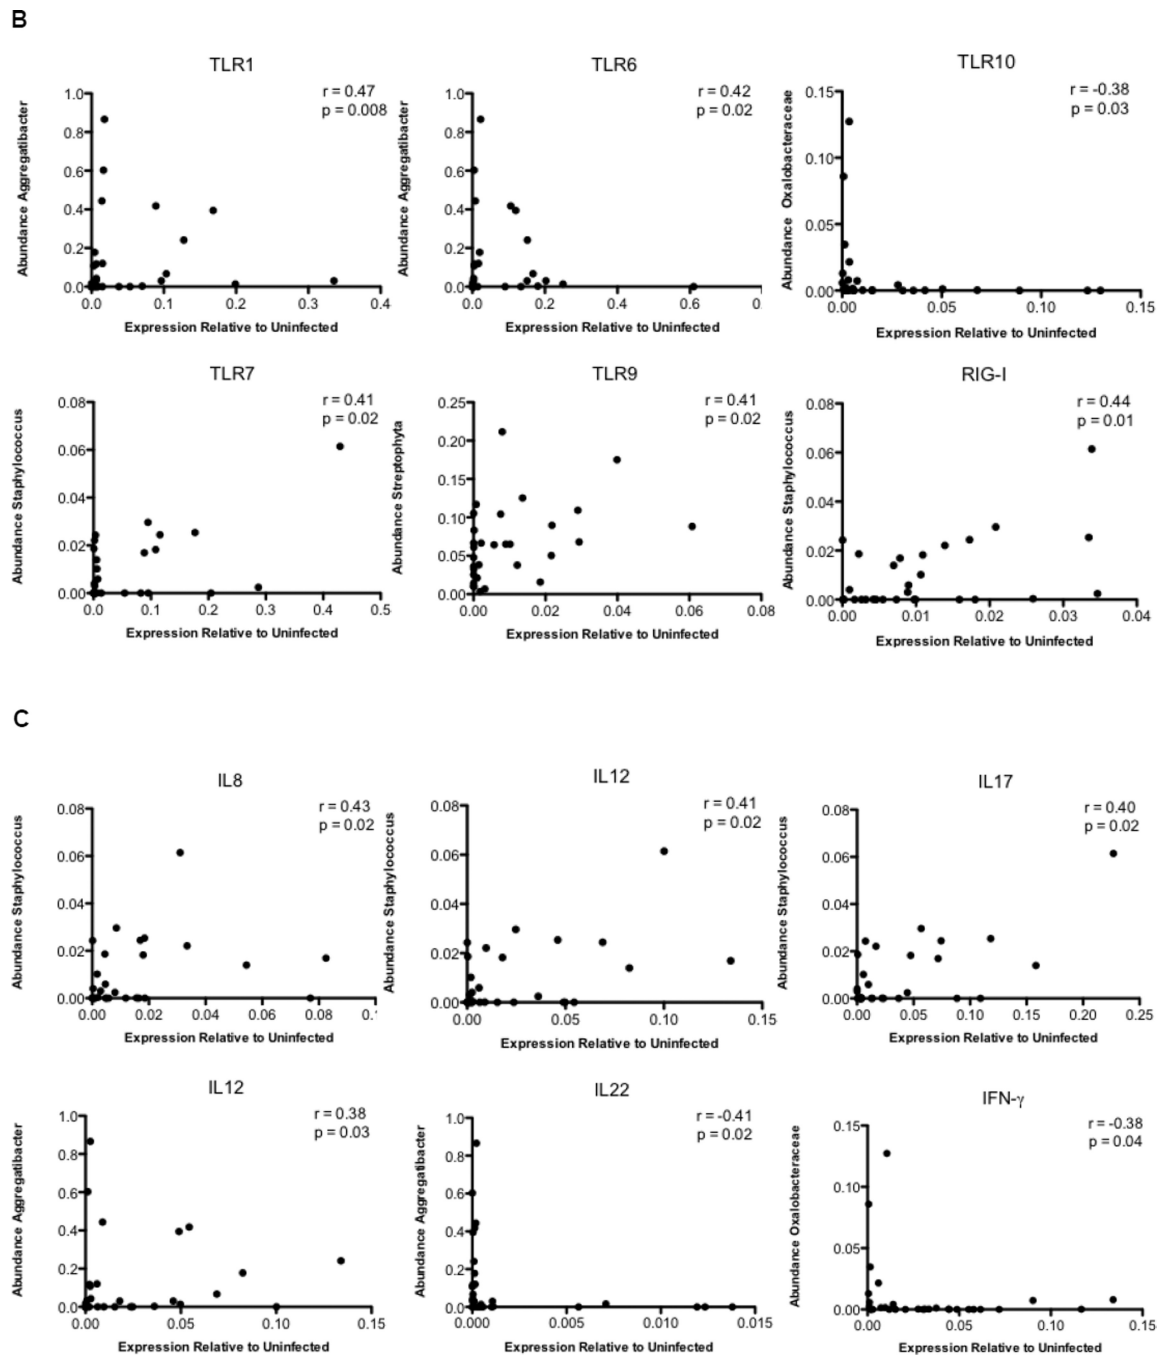 B
TLR1
r = 0.47
p = 0.008
Abundance Aggregatibacter
1.0
0.8
0.6
0.4
0.2
0.0
0.0 0.1 0.2 0.3 0.4
Expression Relative to Uninfected
TLR6
r = 0.42
p = 0.02
Abundance Aggregatibacter
1.0
0.8
0.6
0.4
0.2
0.0
0.0 0.2 0.4 0.6 0.
Expression Relative to Uninfected
TLR10
r = -0.38
p = 0.03
Abundance Oxalobacteraceae
0.15
0.10
0.05
0.00
0.00 0.05 0.10 0.15
Expression Relative to Uninfected
TLR7
r = 0.41
p = 0.02
Abundance Staphylococcus
0.08
0.06
0.04
0.02
0.00
0.0 0.1 0.2 0.3 0.4 0.5
Expression Relative to Uninfected
TLR9
r = 0.41
p = 0.02
Abundance Streptophyta
0.25
0.20
0.15
0.10
0.05
0.00
0.00 0.02 0.04 0.06 0.08
Expression Relative to Uninfected
RIG-I
r = 0.44
p = 0.01
Abundance Staphylococcus
0.08
0.06
0.04
0.02
0.00
0.00 0.01 0.02 0.03 0.04
Expression Relative to Uninfected
C
IL8
r = 0.43
p = 0.02
Abundance Staphylococcus
0.08
0.06
0.04
0.02
0.00
0.00 0.02 0.04 0.06 0.08 0.1
Expression Relative to Uninfected
IL12
r = 0.41
p = 0.02
Abundance Staphylococcus
0.08
0.06
0.04
0.02
0.00
0.00 0.05 0.10 0.15
Expression Relative to Uninfected
IL17
r = 0.40
p = 0.02
Abundance Staphylococcus
0.08
0.06
0.04
0.02
0.00
0.00 0.05 0.10 0.15 0.20 0.25
Expression Relative to Uninfected
IL12
r = 0.38
p = 0.03
Abundance Aggregatibacter
1.0
0.8
0.6
0.4
0.2
0.0
0.00 0.05 0.10 0.15
Expression Relative to Uninfected
IL22
r = -0.41
p = 0.02
Abundance Aggregatibacter
1.0
0.8
0.6
0.4
0.2
0.0
0.000 0.005 0.010 0.015
Expression Relative to Uninfected
IFN-γ
r = -0.38
p = 0.04
Abundance Oxalobacteraceae
0.15
0.10
0.05
0.00
0.00 0.05 0.10 0.15
Expression Relative to Uninfected